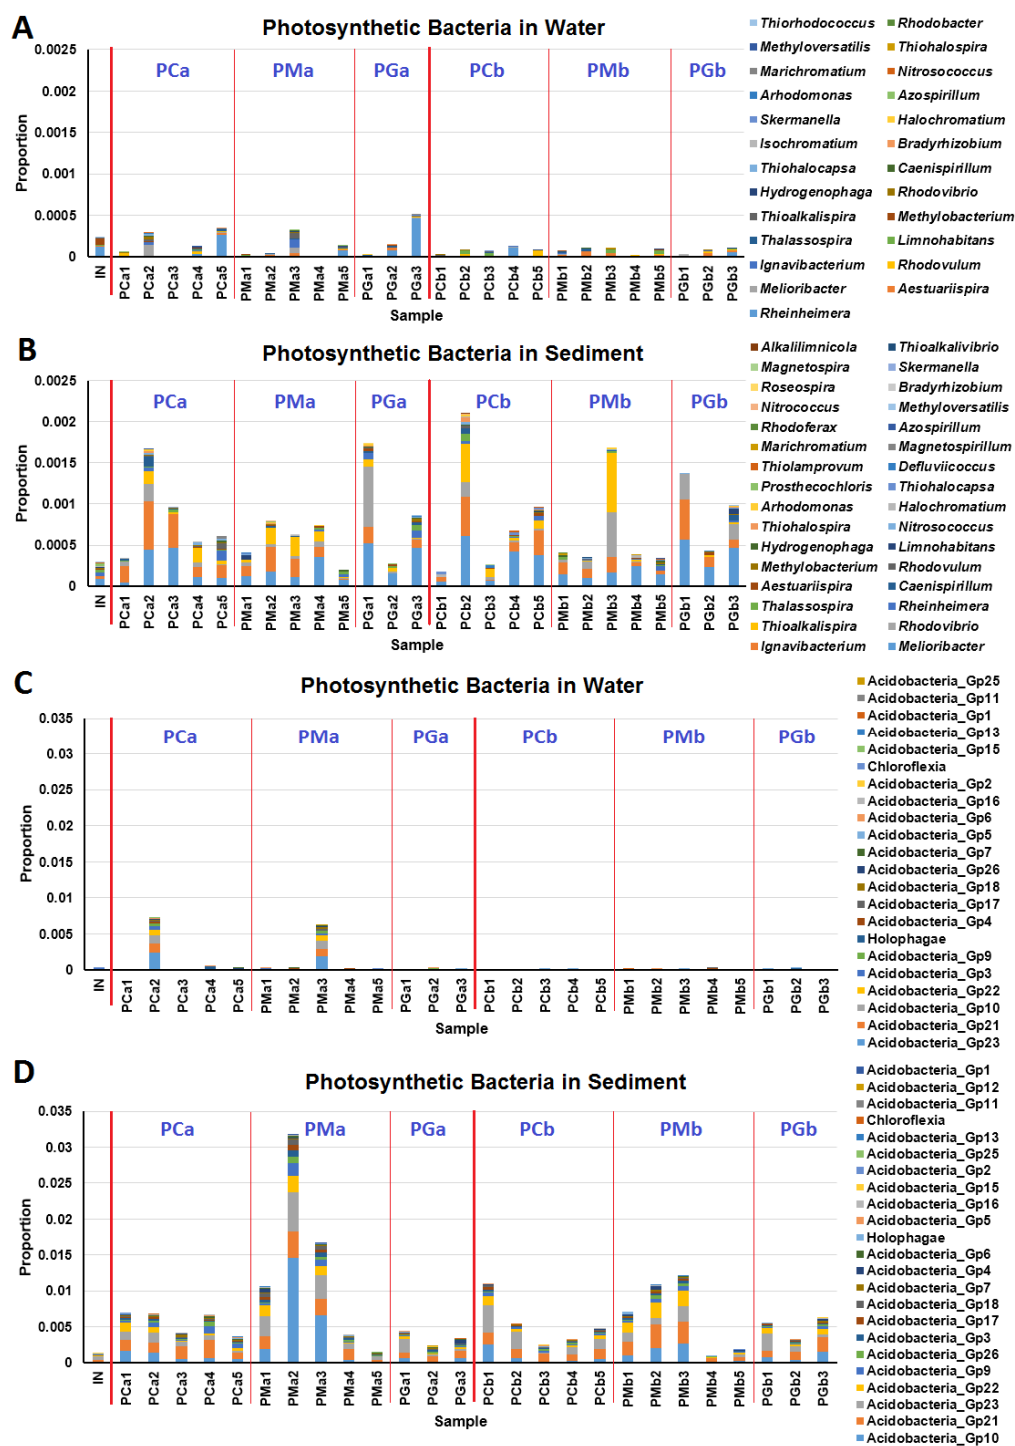 A
Photosynthetic Bacteria in Water
0.0025
0.002
0.0015
0.001
0.0005
0
Proportion
PCa
PMa
PGa
PCb
PMb
PGb
IN
PCa1
PCa2
PCa3
PCa4
PCa5
PMa1
PMa2
PMa3
PMa4
PMa5
PGa1
PGa2
PGa3
PCb1
PCb2
PCb3
PCb4
PCb5
PMb1
PMb2
PMb3
PMb4
PMb5
PGb1
PGb2
PGb3
Sample
Thiorhodococcus Rhodobacter
Methyloversatilis Thiohalospira
Marichromatium Nitrosococcus
Arhodomonas Azospirillum
Skermanella Halochromatium
Isochromatium Bradyrhizobium
Thiohalocapsa Caenispirillum
Hydrogenophaga Rhodovibrio
Thioalkalispira Methylobacterium
Thalassospira Limnohabitans
Ignavibacterium Rhodovulum
Melioribacter Aestuariispira
Rheinheimera
B
Photosynthetic Bacteria in Sediment
0.0025
0.002
0.0015
0.001
0.0005
0
Proportion
PCa
PMa
PGa
PCb
PMb
PGb
IN
PCa1
PCa2
PCa3
PCa4
PCa5
PMa1
PMa2
PMa3
PMa4
PMa5
PGa1
PGa2
PGa3
PCb1
PCb2
PCb3
PCb4
PCb5
PMb1
PMb2
PMb3
PMb4
PMb5
PGb1
PGb2
PGb3
Sample
Alkalilimnicola Thioalkalivibrio
Magnetospira Skermanella
Roseospira Bradyrhizobium
Nitrococcus Methyloversatilis
Rhodoferax Azospirillum
Marichromatium Magnetospirillum
Thiolamprovum Defluviicoccus
Prosthecochloris Thiohalocapsa
Arhodomonas Halochromatium
Thiohalospira Nitrosococcus
Hydrogenophaga Limnohabitans
Methylobacterium Rhodovulum
Aestuariispira Caenispirillum
Thalassospira Rheinheimera
Thioalkalispira Rhodovibrio
Ignavibacterium Melioribacter
C
Photosynthetic Bacteria in Water
0.035
0.03
0.025
0.02
0.015
0.01
0.005
0
Proportion
PCa
PMa
PGa
PCb
PMb
PGb
IN
PCa1
PCa2
PCa3
PCa4
PCa5
PMa1
PMa2
PMa3
PMa4
PMa5
PGa1
PGa2
PGa3
PCb1
PCb2
PCb3
PCb4
PCb5
PMb1
PMb2
PMb3
PMb4
PMb5
PGb1
PGb2
PGb3
Sample
Acidobacteria_Gp25
Acidobacteria_Gp11
Acidobacteria_Gp1
Acidobacteria_Gp13
Acidobacteria_Gp15
Chloroflexia
Acidobacteria_Gp2
Acidobacteria_Gp16
Acidobacteria_Gp6
Acidobacteria_Gp5
Acidobacteria_Gp7
Acidobacteria_Gp26
Acidobacteria_Gp18
Acidobacteria_Gp17
Acidobacteria_Gp4
Holophagae
Acidobacteria_Gp9
Acidobacteria_Gp3
Acidobacteria_Gp22
Acidobacteria_Gp10
Acidobacteria_Gp21
Acidobacteria_Gp23
D
Photosynthetic Bacteria in Sediment
0.035
0.03
0.025
0.02
0.015
0.01
0.005
0
Proportion
PCa
PMa
PGa
PCb
PMb
PGb
IN
PCa1
PCa2
PCa3
PCa4
PCa5
PMa1
PMa2
PMa3
PMa4
PMa5
PGa1
PGa2
PGa3
PCb1
PCb2
PCb3
PCb4
PCb5
PMb1
PMb2
PMb3
PMb4
PMb5
PGb1
PGb2
PGb3
Sample
Acidobacteria_Gp1
Acidobacteria_Gp12
Acidobacteria_Gp11
Chloroflexia
Acidobacteria_Gp13
Acidobacteria_Gp25
Acidobacteria_Gp2
Acidobacteria_Gp15
Acidobacteria_Gp16
Acidobacteria_Gp5
Holophagae
Acidobacteria_Gp6
Acidobacteria_Gp4
Acidobacteria_Gp7
Acidobacteria_Gp18
Acidobacteria_Gp17
Acidobacteria_Gp3
Acidobacteria_Gp26
Acidobacteria_Gp9
Acidobacteria_Gp22
Acidobacteria_Gp23
Acidobacteria_Gp21
Acidobacteria_Gp10